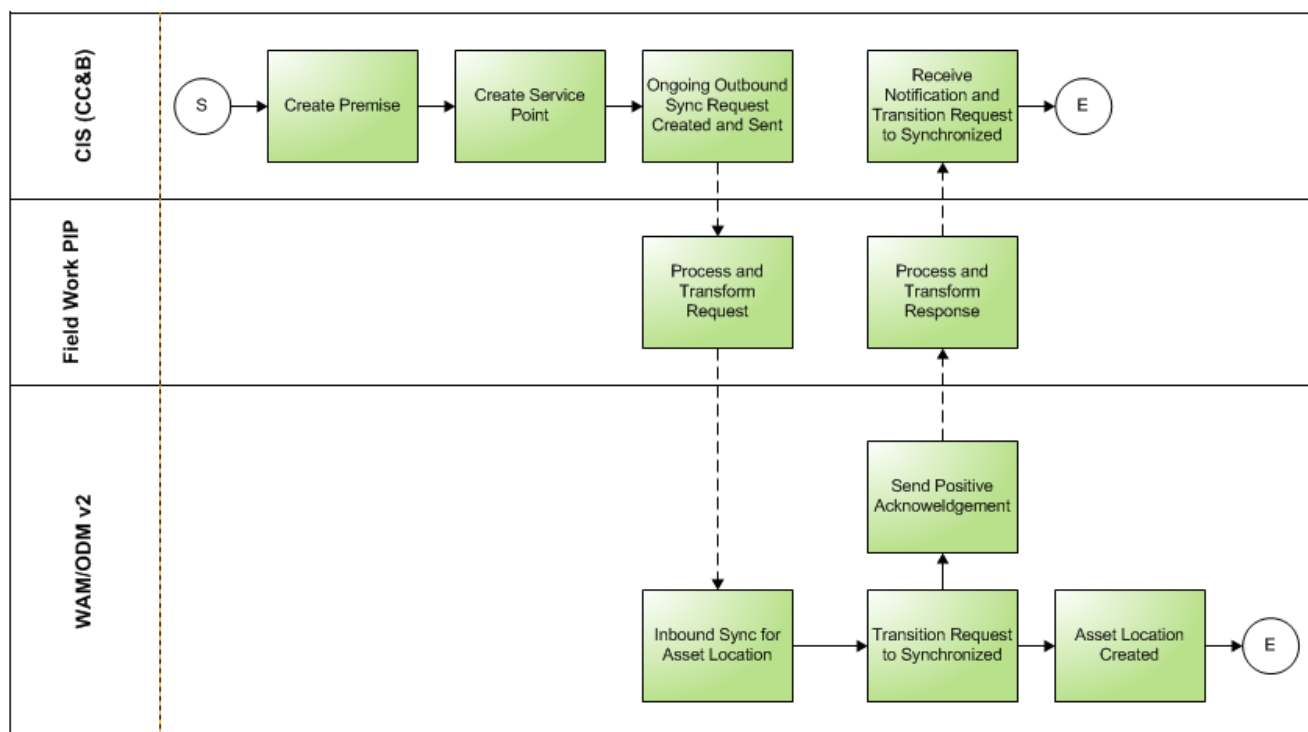 CIS (CC&B)
S
Create Premise
Create Service
Point
Ongoing Outbound
Sync Request
Created and Sent
Receive
Notification and
Transition Request
to Synchronized
E
Field Work PIP
Process and
Transform
Request
Process and
Transform
Response
WAM/ODM v2
Send Positive
Acknoweldgement
Inbound Sync for
Asset Location
Transition Request
to Synchronized
Asset Location
Created
E